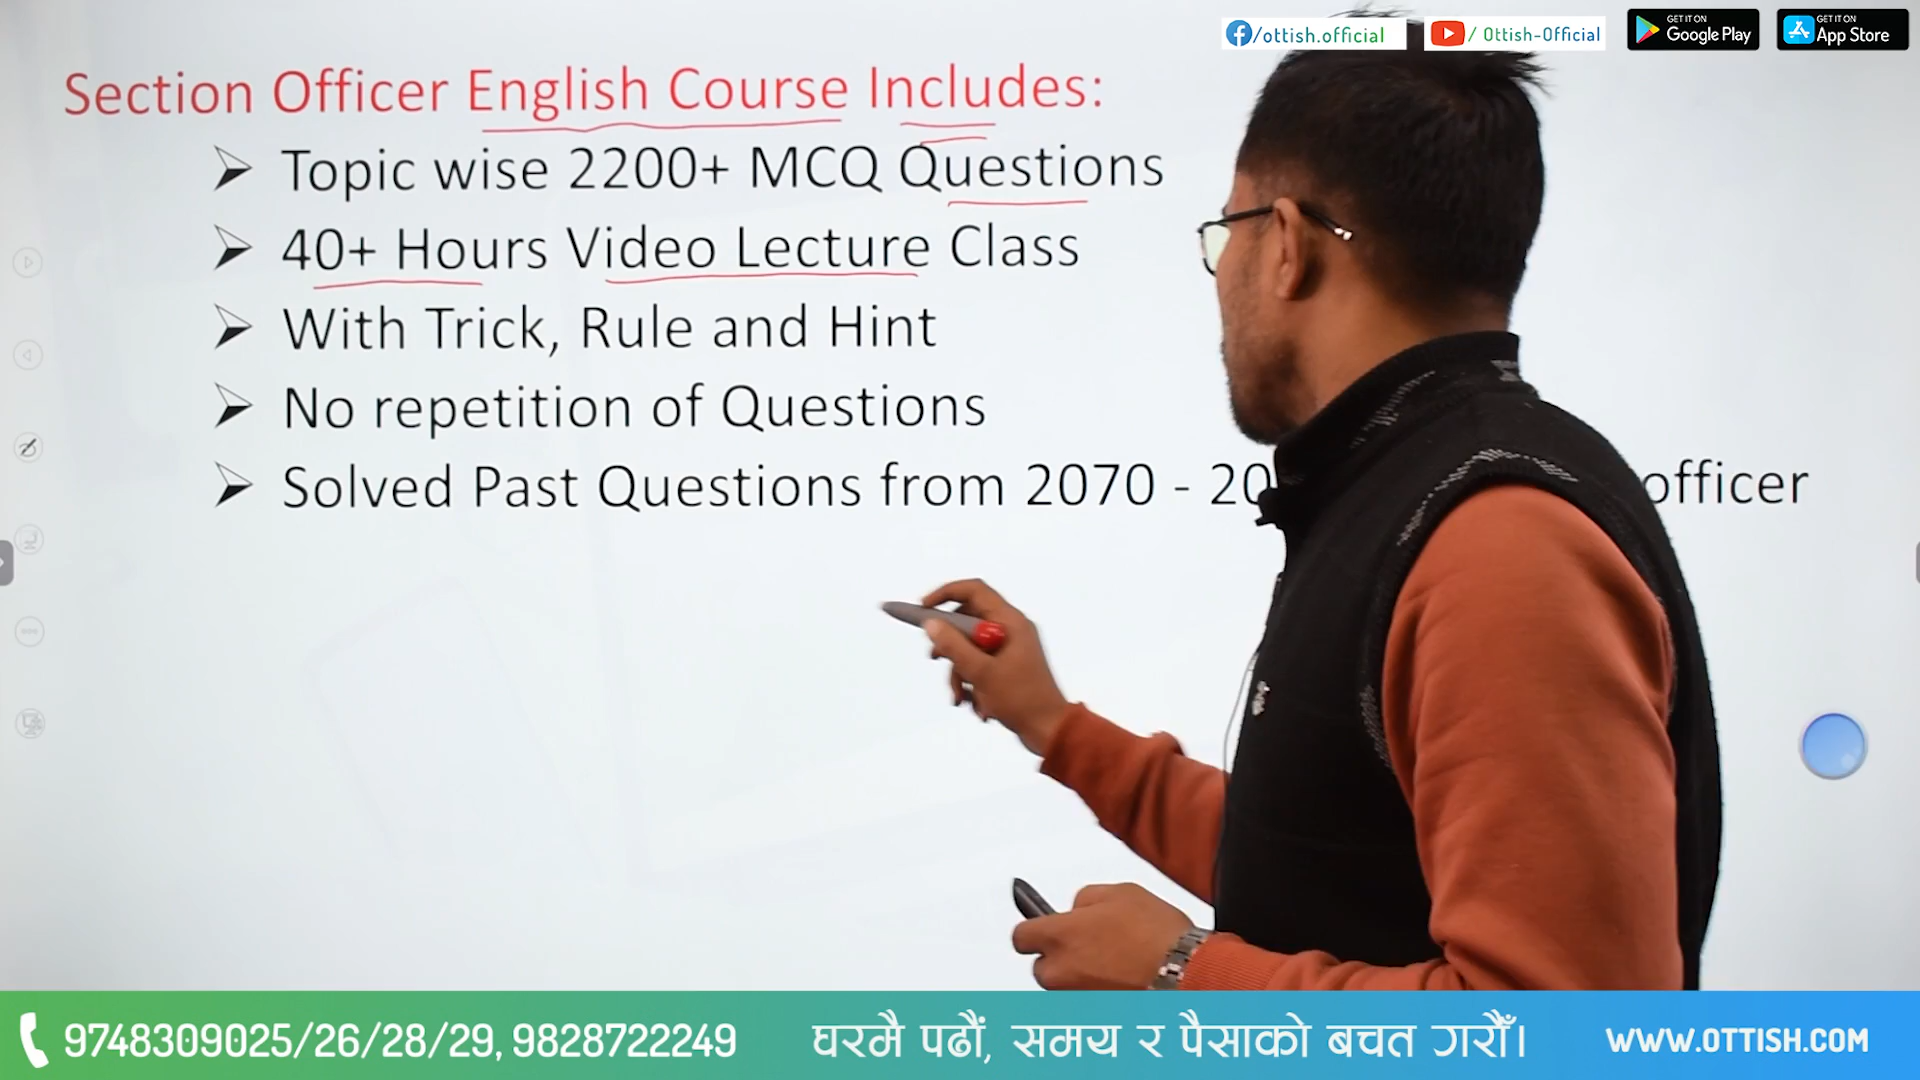 /ottish.official
/ Ottish-Official
GET IT ON
Google Play
GET IT ON
App Store
Section Officer English Course Includes:
➢ Topic wise 2200+ MCQ Questions
➢ 40+ Hours Video Lecture Class
➢ With Trick, Rule and Hint
➢ No repetition of Questions
➢ Solved Past Questions from 2070 - 20 officer
9748309025/26/28/29, 9828722249
घरमै पढौं, समय र पैसाको बचत गरौँ।
WWW.OTTISH.COM